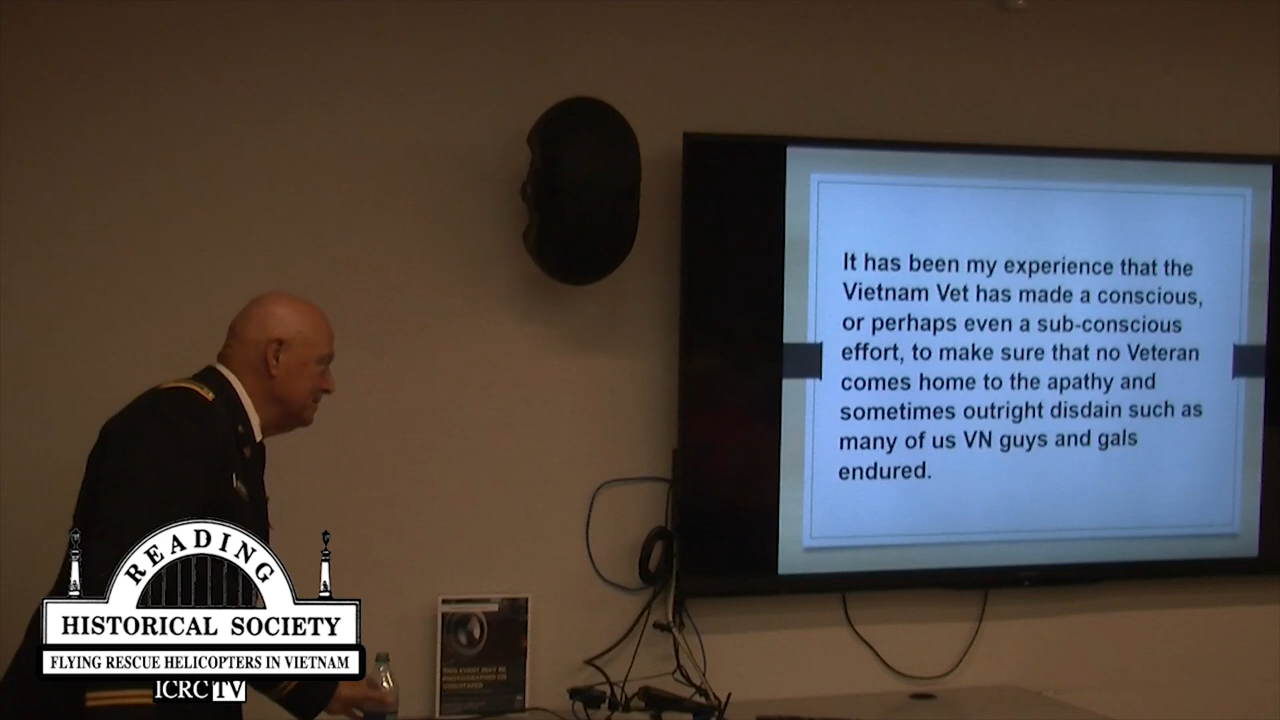 It has been my experience that the
Vietnam Vet has made a conscious,
or perhaps even a sub-conscious
effort, to make sure that no Veteran
comes home to the apathy and
sometimes outright disdain such as
many of us VN guys and gals
endured.
THIS EVENT MAY BE
PHOTOGRAPHED OR
VIDEOTAPED
READING
HISTORICAL SOCIETY
FLYING RESCUE HELICOPTERS IN VIETNAM
ICRC TV